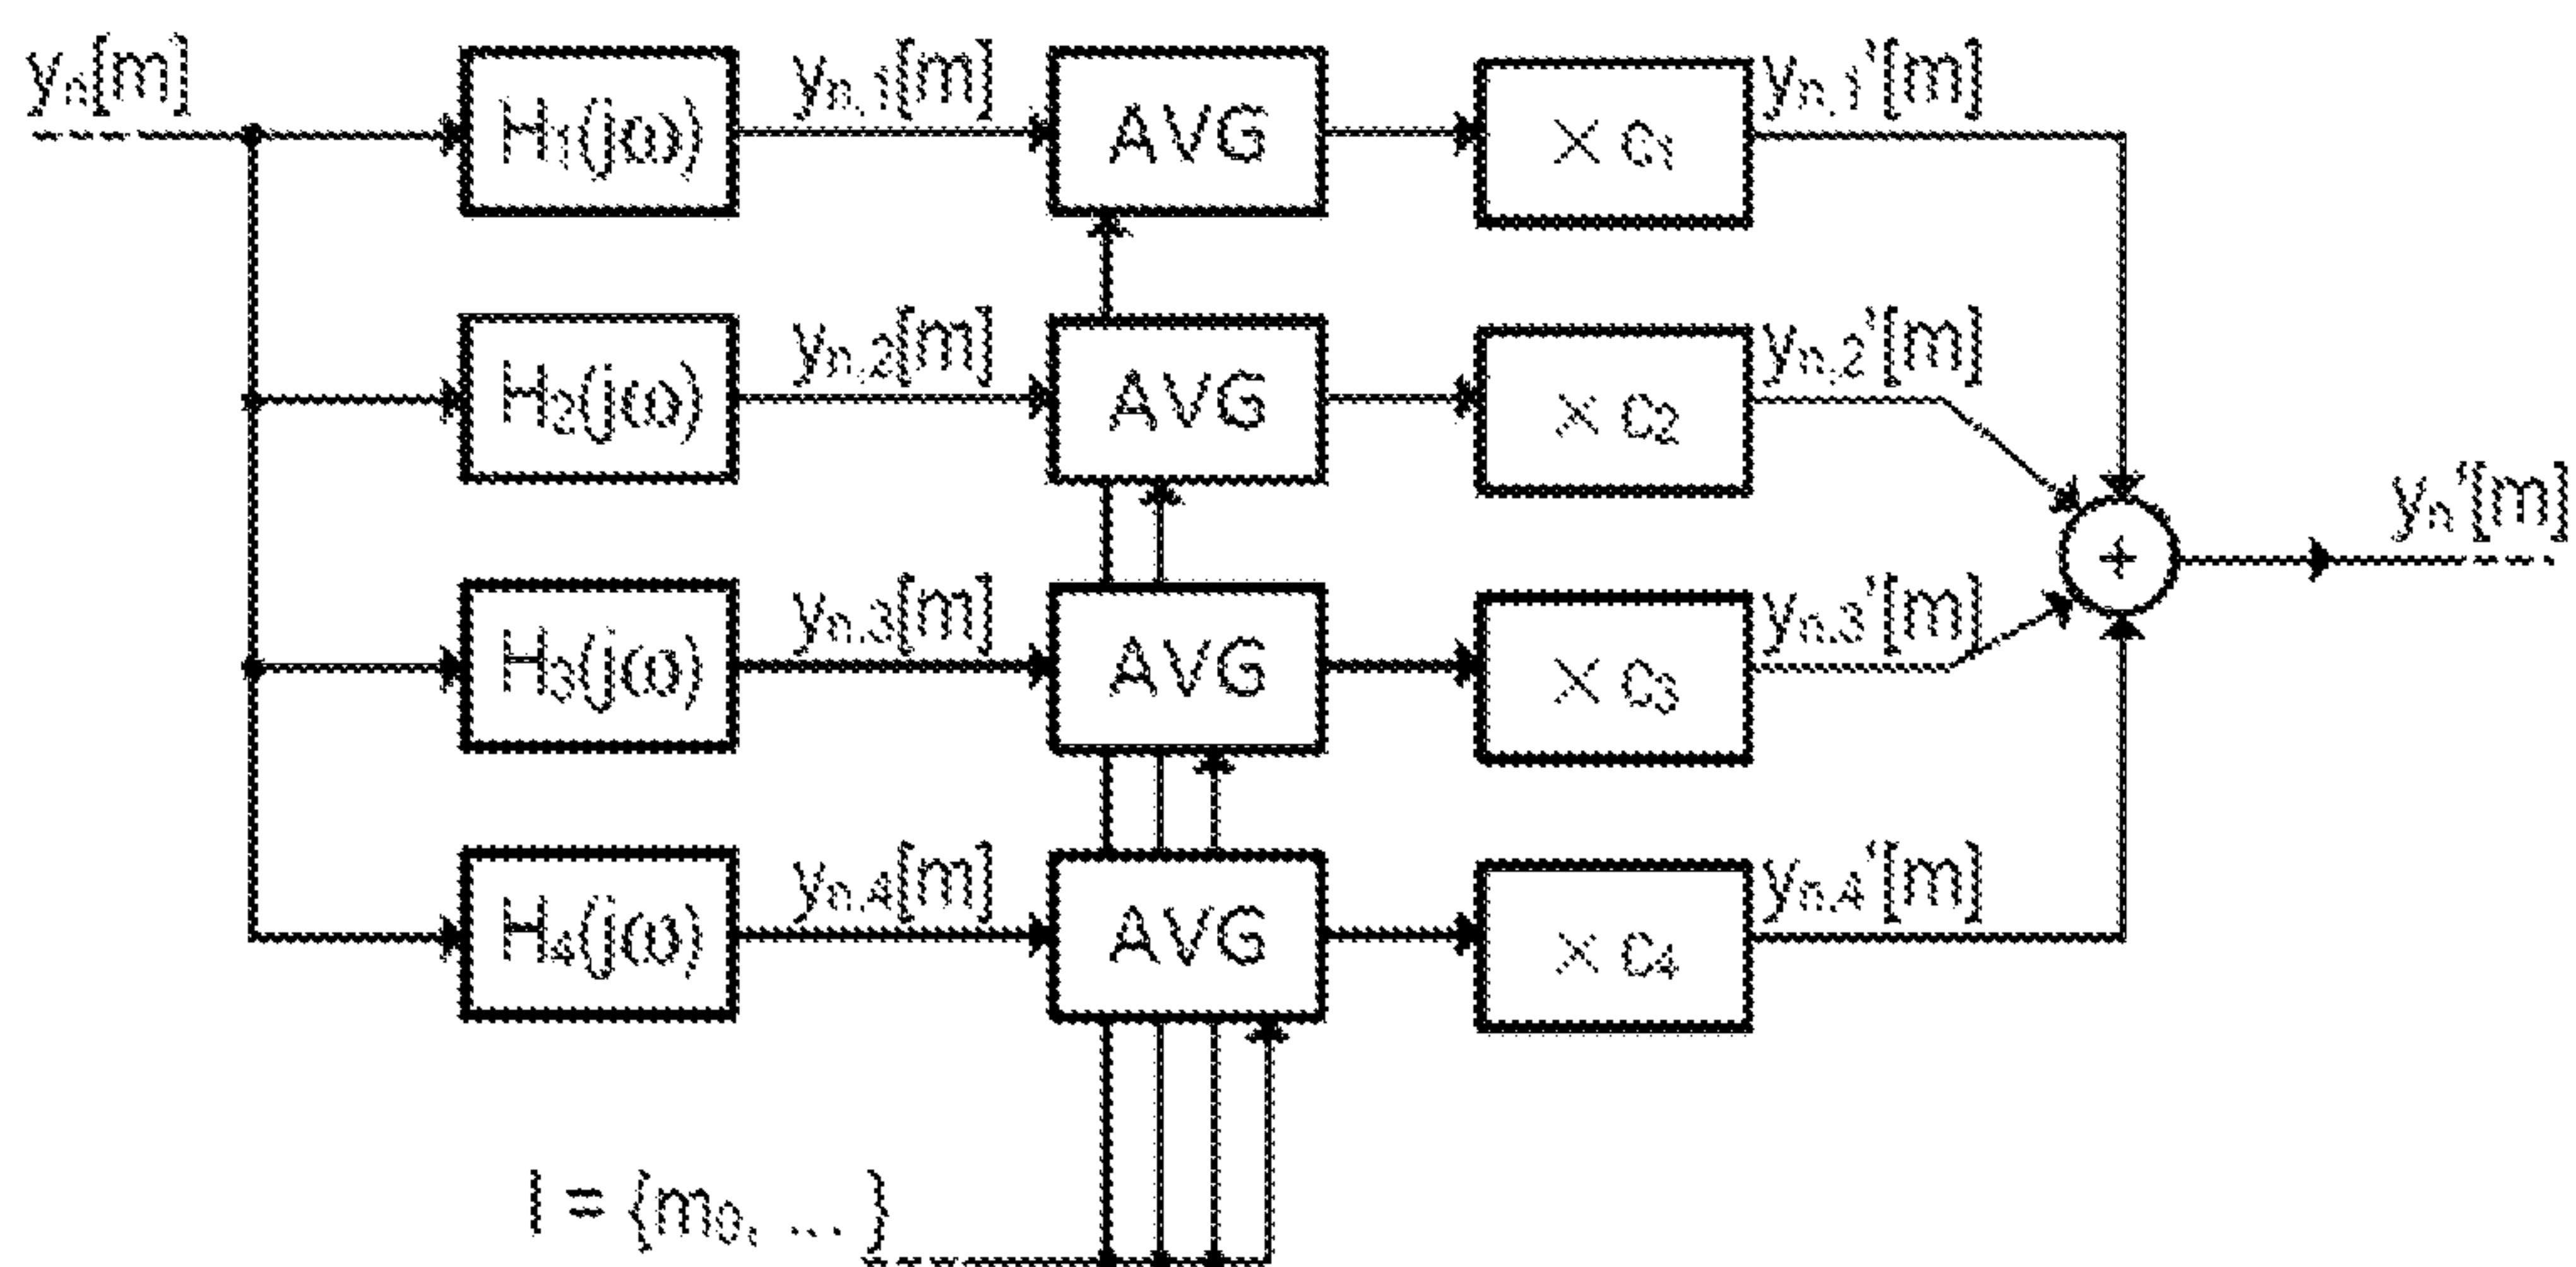 yn[m]
H1(jω)
yn,1[m]
AVG
× c1
yn,1'[m]
H2(jω)
yn,2[m]
AVG
× c2
yn,2'[m]
+
yn'[m]
H3(jω)
yn,3[m]
AVG
× c3
yn,3'[m]
H4(jω)
yn,4[m]
AVG
× c4
yn,4'[m]
I = {m0, ... }